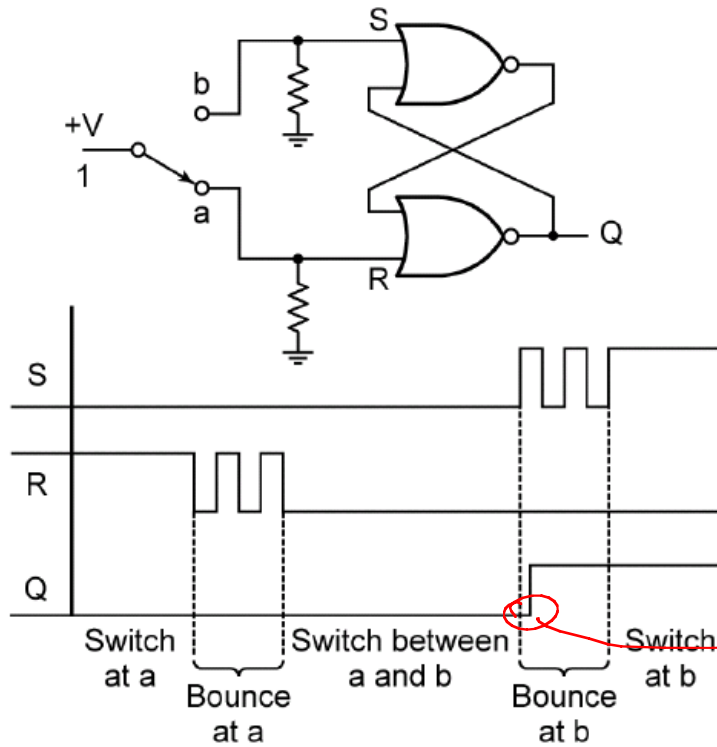 S
b
+V
1
a
Q
R
S
R
Q
Switch
at a
Bounce
at a
Switch between
a and b
Bounce
at b
Switch
at b